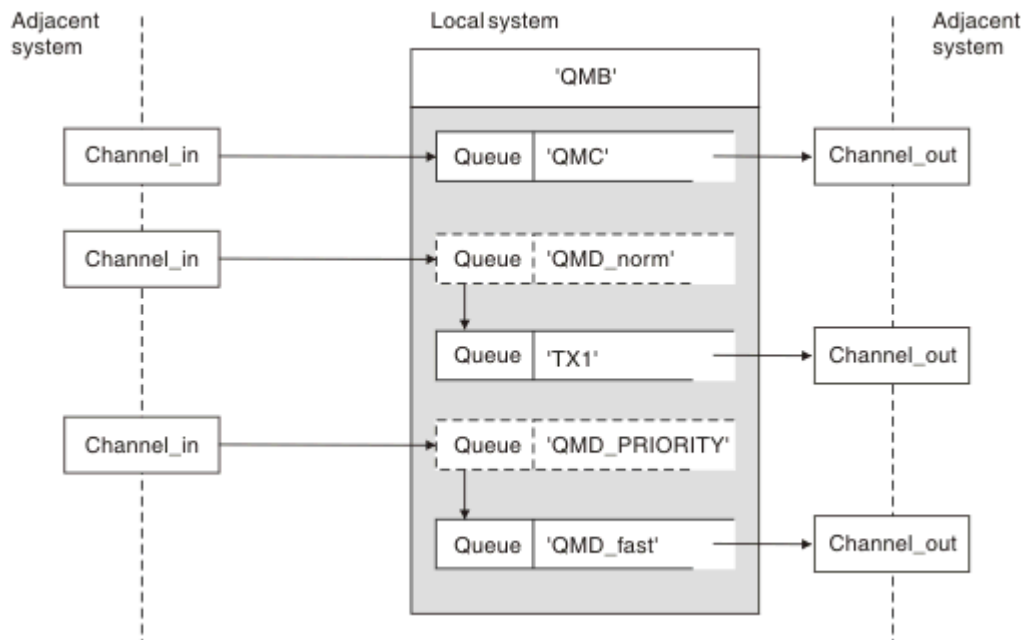 Adjacent
system
Local system
Adjacent
system
'QMB'
Channel_in
Queue
'QMC'
Channel_out
Channel_in
Queue
'QMD_norm'
Queue
'TX1'
Channel_out
Channel_in
Queue
'QMD_PRIORITY'
Queue
'QMD_fast'
Channel_out